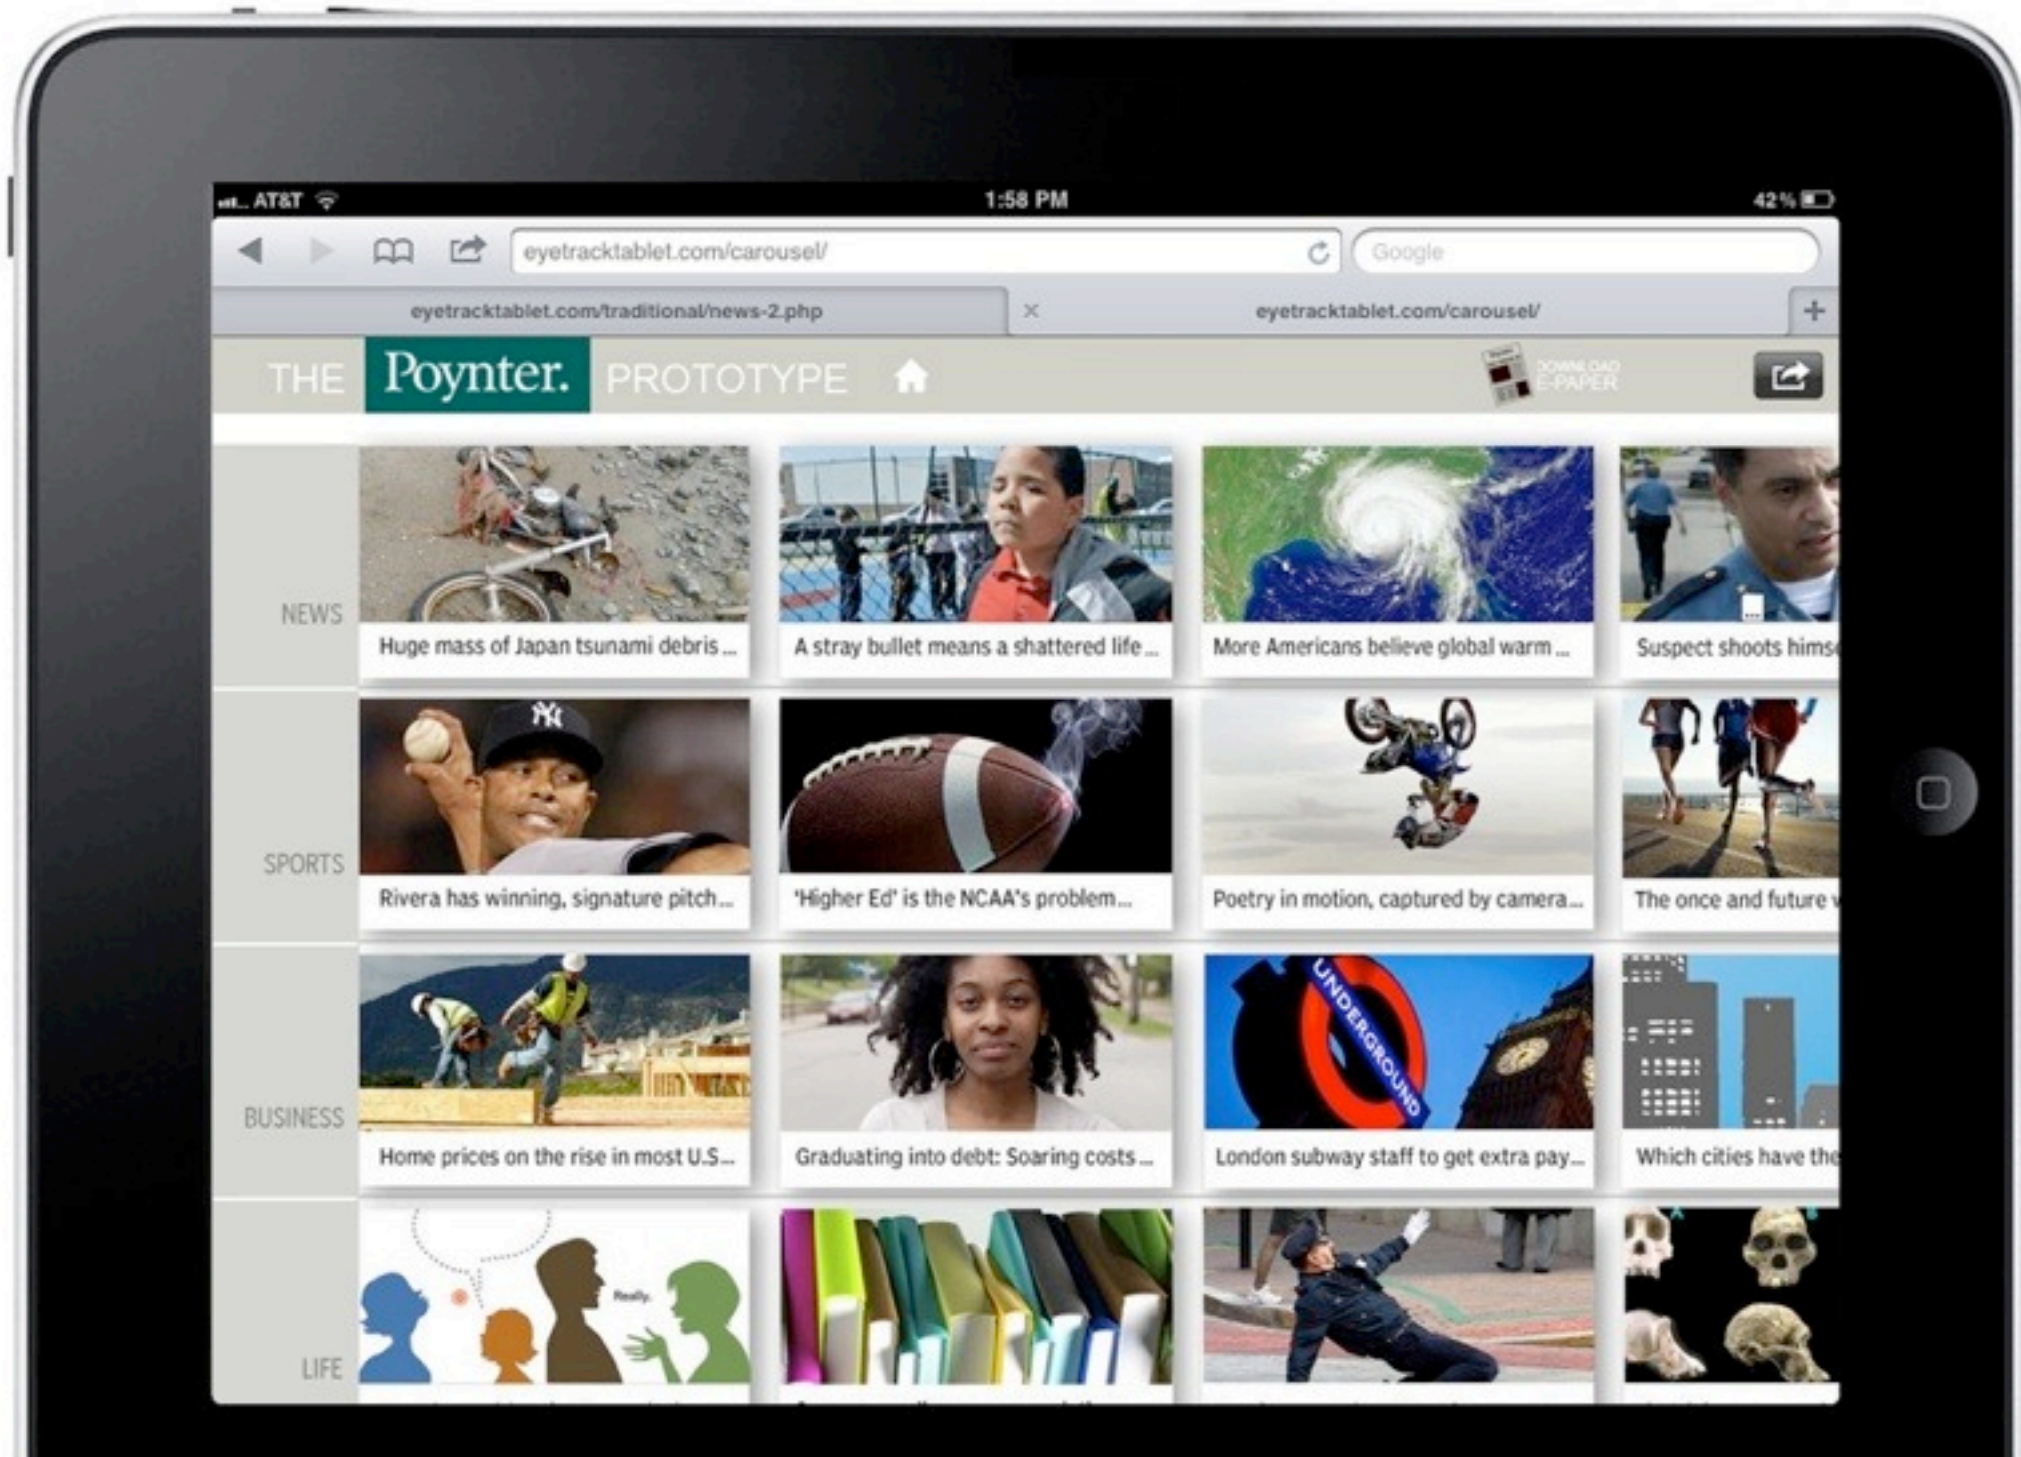 AT&T 1:58 PM 42%
eyetracktablet.com/carousel/ Google
eyetracktablet.com/traditional/news-2.php eyetracktablet.com/carousel/
THE Poynter. PROTOTYPE DOWNLOAD
E-PAPER
NEWS
Huge mass of Japan tsunami debris ...
A stray bullet means a shattered life ...
More Americans believe global warm ...
Suspect shoots himse
NY
SPORTS
Rivera has winning, signature pitch...
'Higher Ed' is the NCAA's problem...
Poetry in motion, captured by camera...
The once and future
UNDERGROUND
BUSINESS
Home prices on the rise in most U.S...
Graduating into debt: Soaring costs ...
London subway staff to get extra pay...
Which cities have the
Really.
A B
LIFE